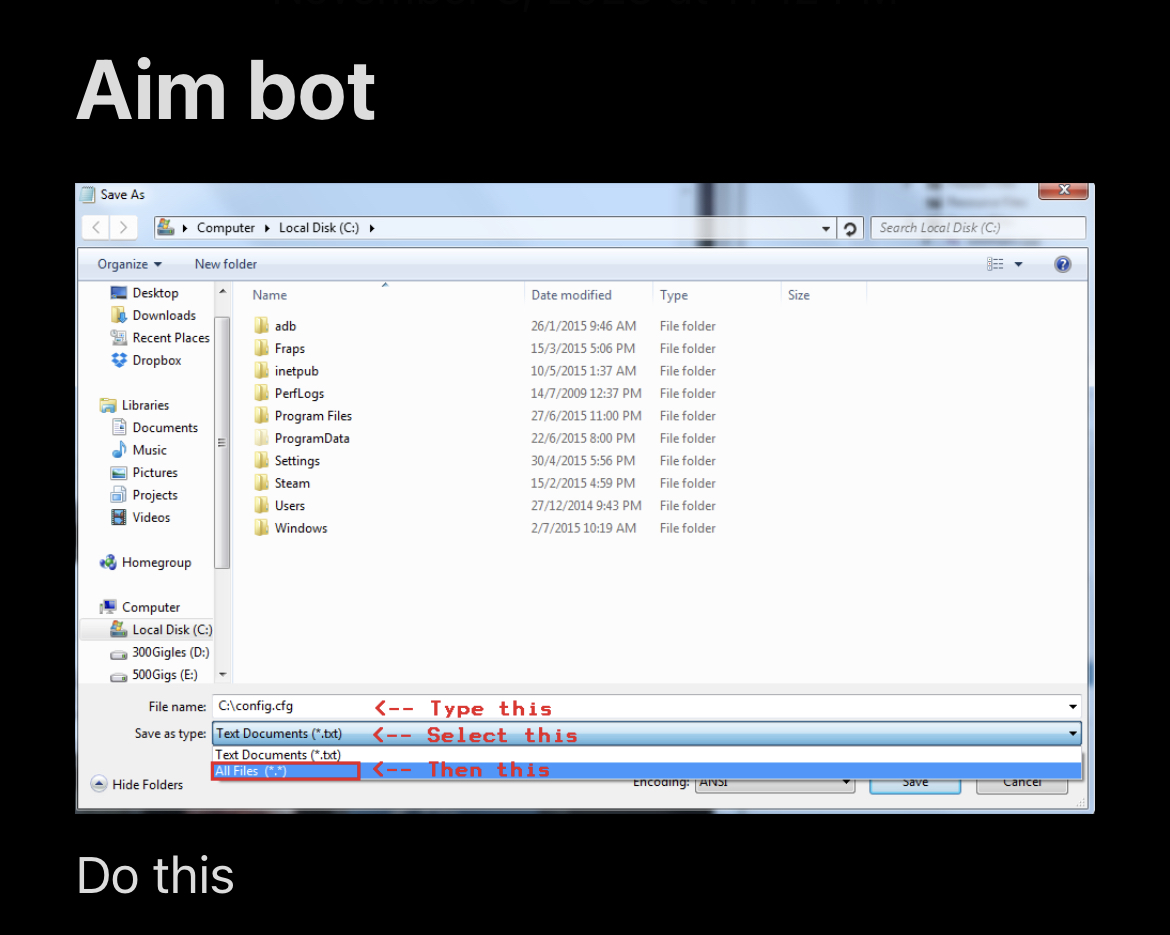 Aim bot
Save As
Computer Local Disk (C:) Search Local Disk (C:)
Organize New folder
Name Date modified Type Size
Desktop
Downloads
Recent Places
Dropbox
Libraries
Documents
Music
Pictures
Projects
Videos
Homegroup
Computer
Local Disk (C:)
300Gigles (D:)
500Gigs (E:)
adb 26/1/2015 9:46 AM File folder
Fraps 15/3/2015 5:06 PM File folder
inetpub 10/5/2015 1:37 AM File folder
PerfLogs 14/7/2009 12:37 PM File folder
Program Files 27/6/2015 11:00 PM File folder
ProgramData 22/6/2015 8:00 PM File folder
Settings 30/4/2015 5:56 PM File folder
Steam 15/2/2015 4:59 PM File folder
Users 27/12/2014 9:43 PM File folder
Windows 2/7/2015 10:19 AM File folder
File name: C:\config.cfg <-- Type this
Save as type: Text Documents (*.txt) <-- Select this
Text Documents (*.txt)
All Files (*.*) <-- Then this
Hide Folders Encoding: ANSI Save Cancel
Do this